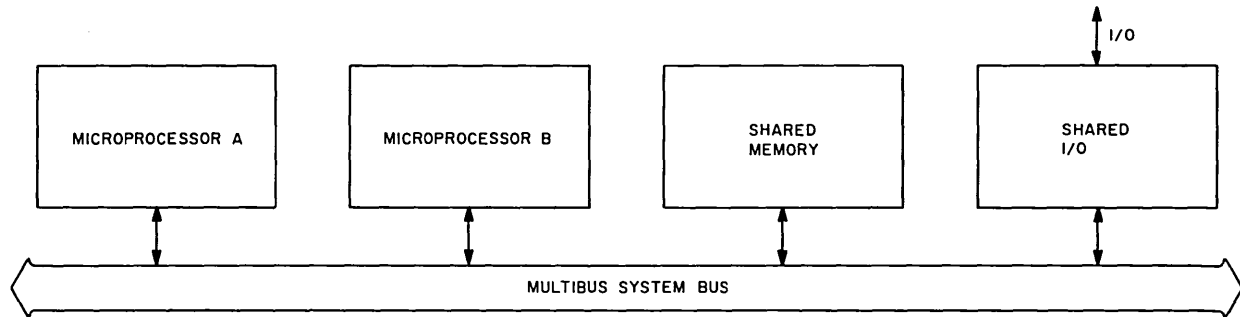 I/O
MICROPROCESSOR A
MICROPROCESSOR B
SHARED
MEMORY
SHARED
I/O
MULTIBUS SYSTEM BUS